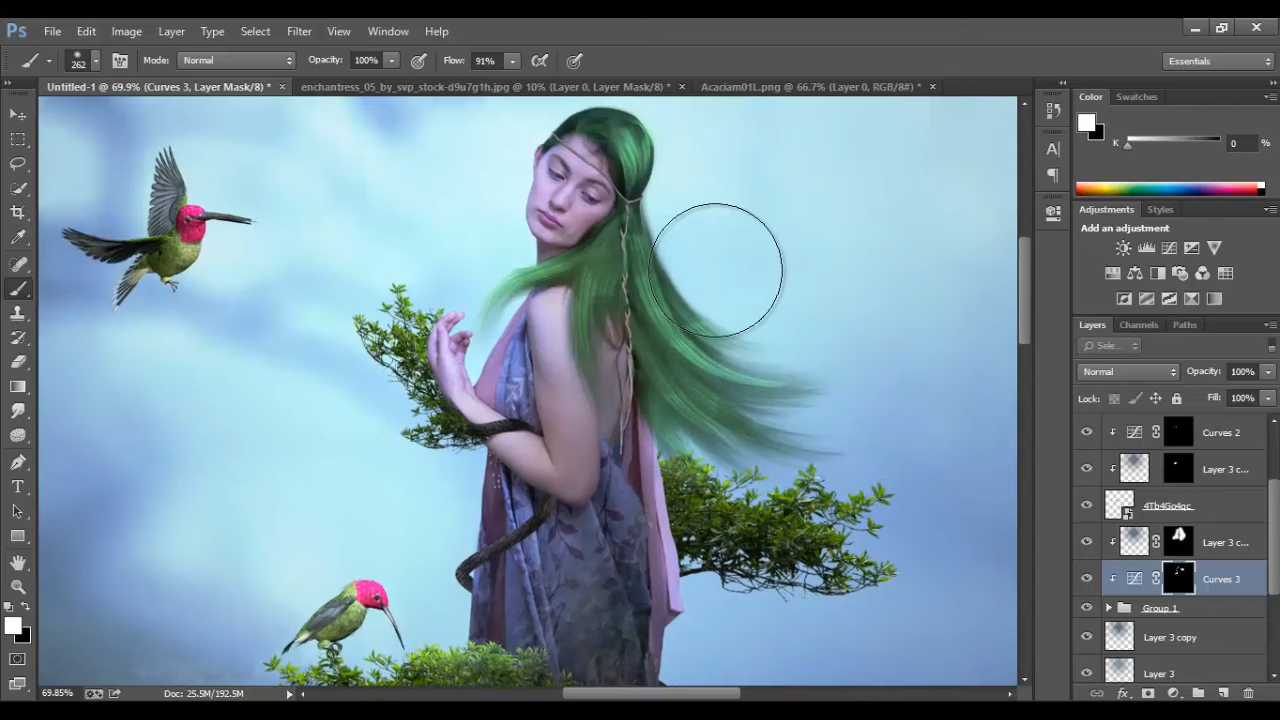 Ps File Edit Image Layer Type Select Filter View Window Help
262 Mode: Normal Opacity: 100% Flow: 91% Essentials
Untitled-1 @ 69.9% (Curves 3, Layer Mask/8) * × enchantress_05_by_svp_stock-d9u7g1h.jpg @ 10% (Layer 0, Layer Mask/8) * × Acaciam01L.png @ 66.7% (Layer 0, RGB/8#) * ×
Color Swatches
K 0 %
Adjustments Styles
Add an adjustment
Layers Channels Paths
Sele...
Normal Opacity: 100%
Lock: Fill: 100%
Curves 2
Layer 3 c...
4Tb4Go4qc
Layer 3 c...
Curves 3
Group 1
Layer 3 copy
Layer 3
69.85% Doc: 25.5M/192.5M